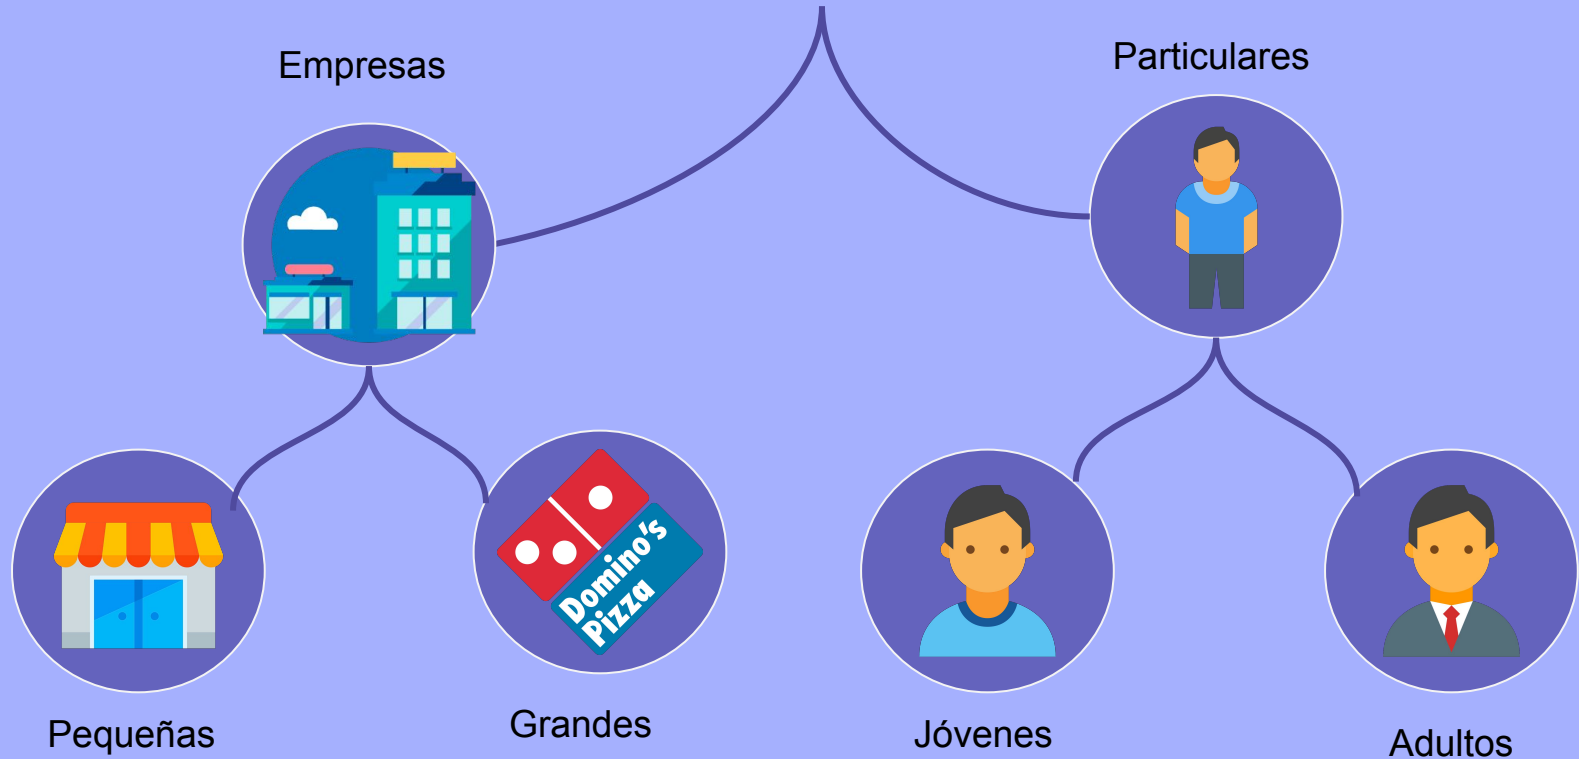 Empresas
Particulares
Domino's
Pizza
Pequeñas
Grandes
Jóvenes
Adultos